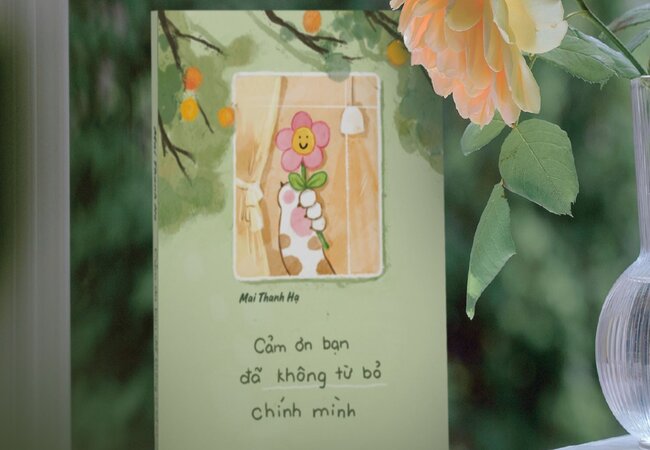 Mai Thanh Hạ
Cảm ơn bạn
đã không từ bỏ
chính mình